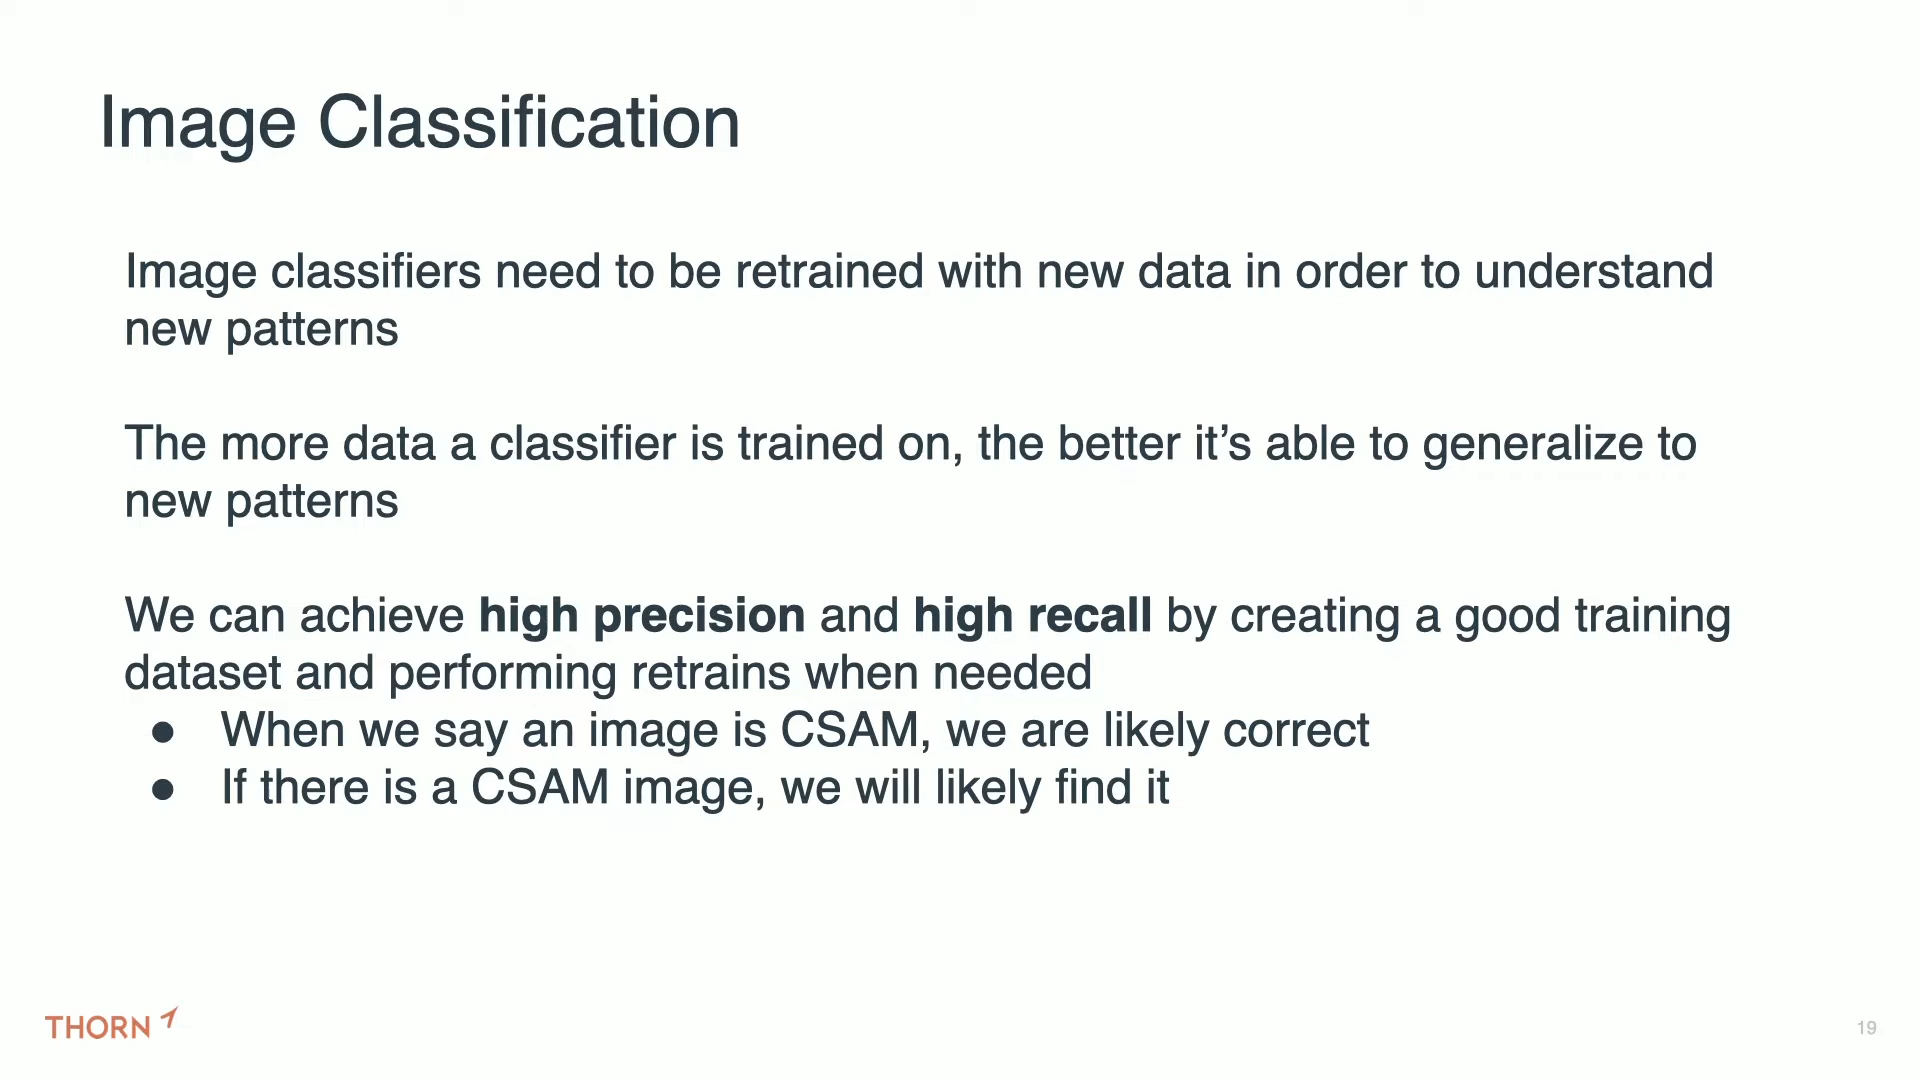 Image Classification
Image classifiers need to be retrained with new data in order to understand
new patterns
The more data a classifier is trained on, the better it’s able to generalize to
new patterns
We can achieve high precision and high recall by creating a good training
dataset and performing retrains when needed
● When we say an image is CSAM, we are likely correct
● If there is a CSAM image, we will likely find it
THORN
19